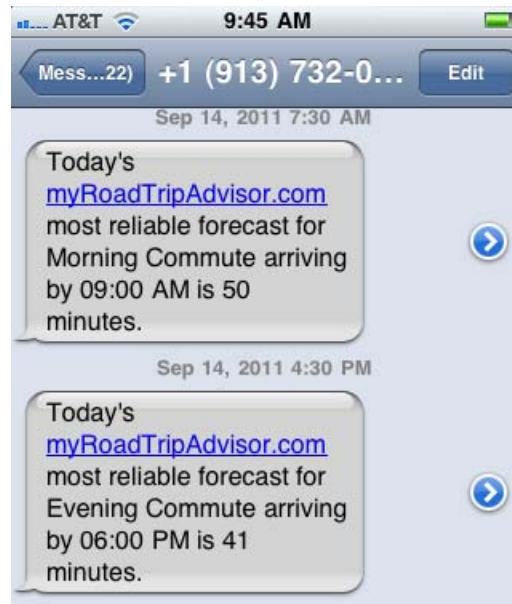 AT&T 9:45 AM
Mess...22) +1 (913) 732-0... Edit
Sep 14, 2011 7:30 AM
Today's
myRoadTripAdvisor.com
most reliable forecast for
Morning Commute arriving
by 09:00 AM is 50
minutes.
Sep 14, 2011 4:30 PM
Today's
myRoadTripAdvisor.com
most reliable forecast for
Evening Commute arriving
by 06:00 PM is 41
minutes.